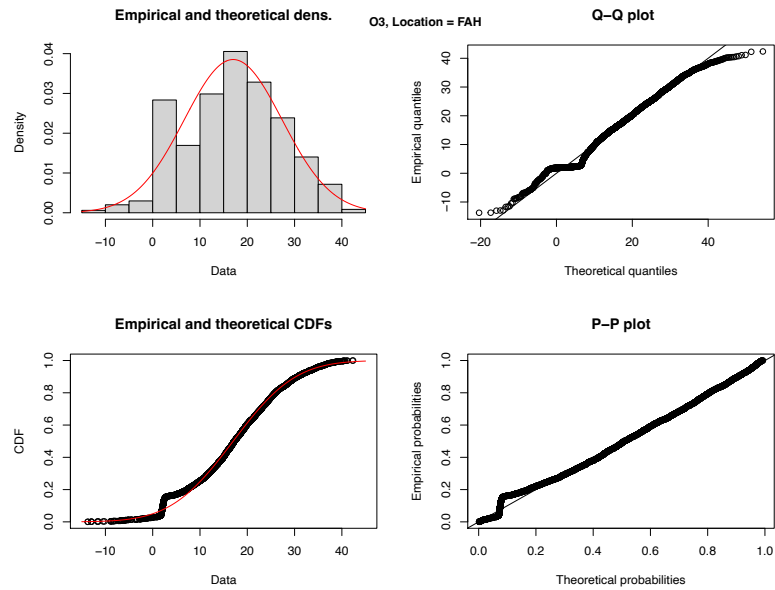 O3, Location = FAH
Empirical and theoretical dens.
Density
0.00 0.01 0.02 0.03 0.04
−10 0 10 20 30 40
Data
Q−Q plot
Empirical quantiles
−10 0 10 20 30 40
−20 0 20 40
Theoretical quantiles
Empirical and theoretical CDFs
CDF
0.0 0.2 0.4 0.6 0.8 1.0
−10 0 10 20 30 40
Data
P−P plot
Empirical probabilities
0.0 0.2 0.4 0.6 0.8 1.0
0.0 0.2 0.4 0.6 0.8 1.0
Theoretical probabilities